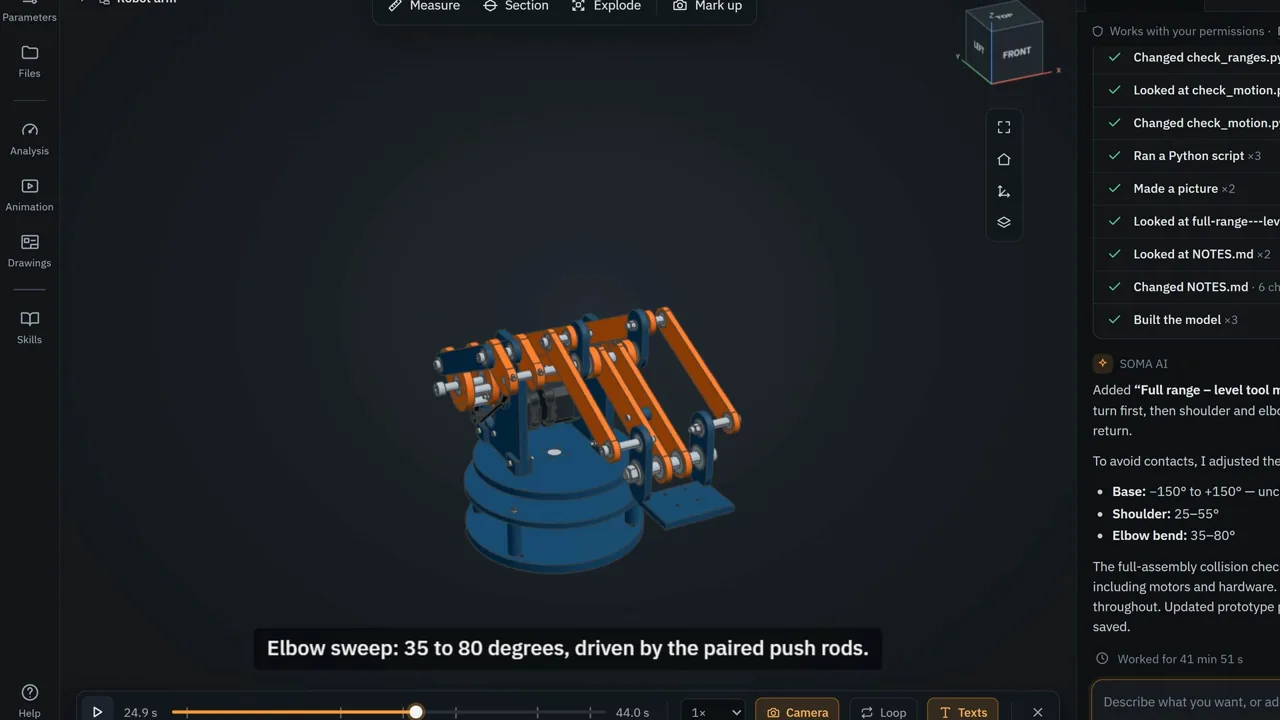 Parameters
Files
Analysis
Animation
Drawings
Skills
Help
Robot arm
Measure
Section
Explode
Mark up
TOP
LEFT
FRONT
Z
Y
X
Elbow sweep: 35 to 80 degrees, driven by the paired push rods.
24.9 s
44.0 s
1×
Camera
Loop
Texts
Works with your permissions ·
Changed check_ranges.py
Looked at check_motion.p
Changed check_motion.py
Ran a Python script ×3
Made a picture ×2
Looked at full-range---lev
Looked at NOTES.md ×2
Changed NOTES.md · 6 ch
Built the model ×3
SOMA AI
Added “Full range – level tool m
turn first, then shoulder and elbo
return.
To avoid contacts, I adjusted the
• Base: −150° to +150° — unc
• Shoulder: 25–55°
• Elbow bend: 35–80°
The full-assembly collision chec
including motors and hardware.
throughout. Updated prototype p
saved.
Worked for 41 min 51 s
Describe what you want, or ad